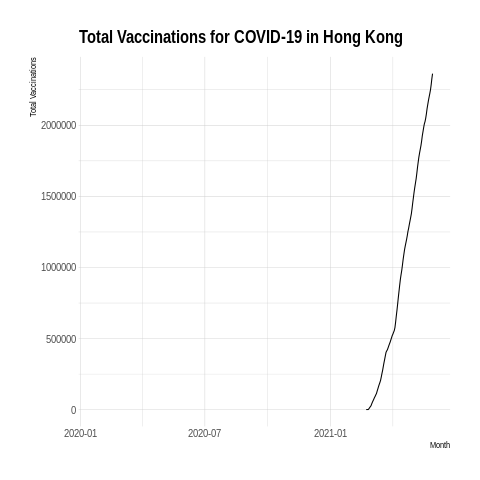 Total Vaccinations for COVID-19 in Hong Kong
Total Vaccinations
2000000
1500000
1000000
500000
0
2020-01 2020-07 2021-01
Month